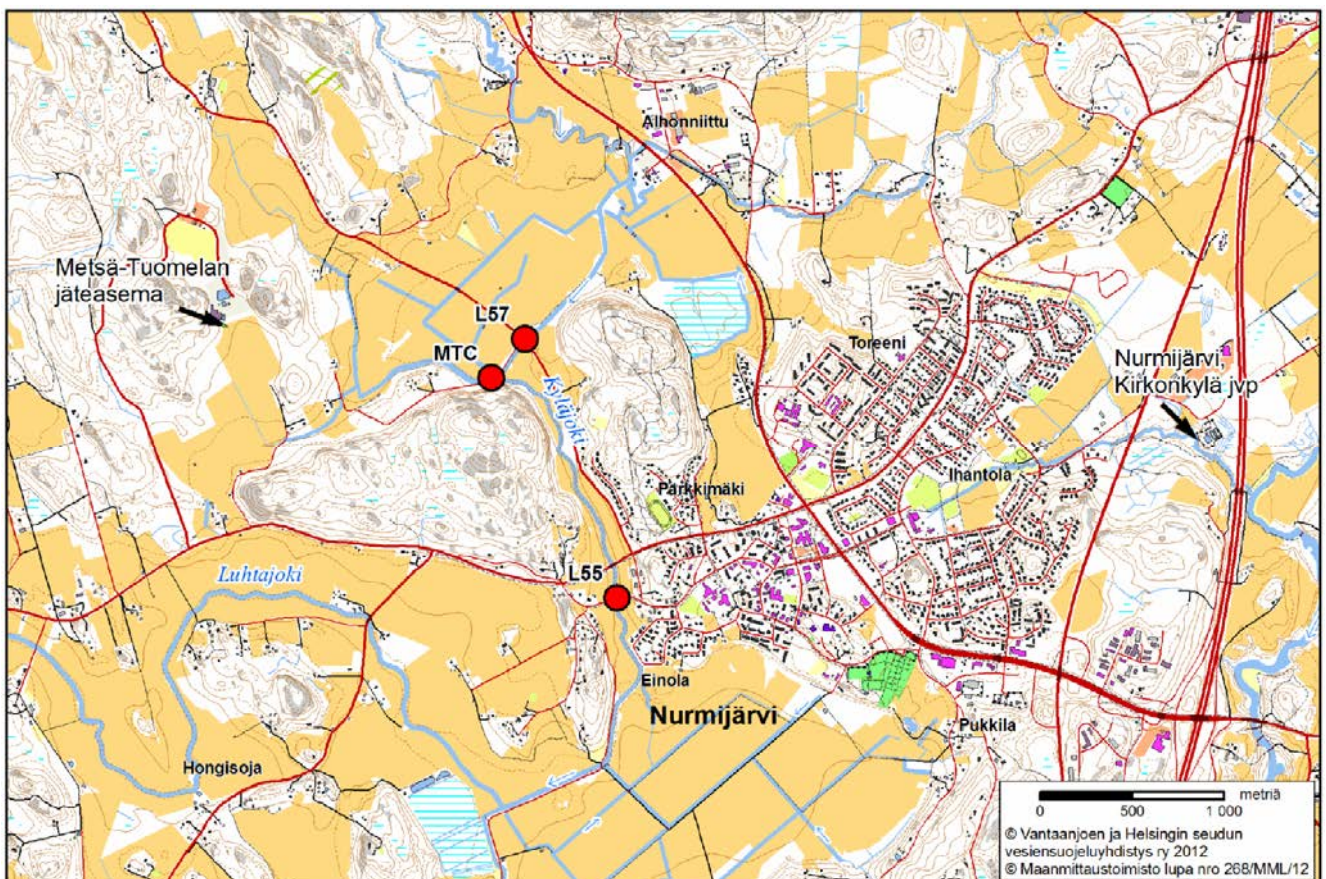 Alhonniittu
Metsä-Tuomelan
jäteasema
L57
MTC
Kyläjoki
Toreeni
Nurmijärvi,
Kirkonkylä jvp
Ihantola
Parkkimäki
L55
Luhtajoki
Einola
Nurmijärvi
Pukkila
Hongisoja
metriä
0 500 1 000
© Vantaanjoen ja Helsingin seudun
vesiensuojeluyhdistys ry 2012
© Maanmittaustoimisto lupa nro 268/MML/12